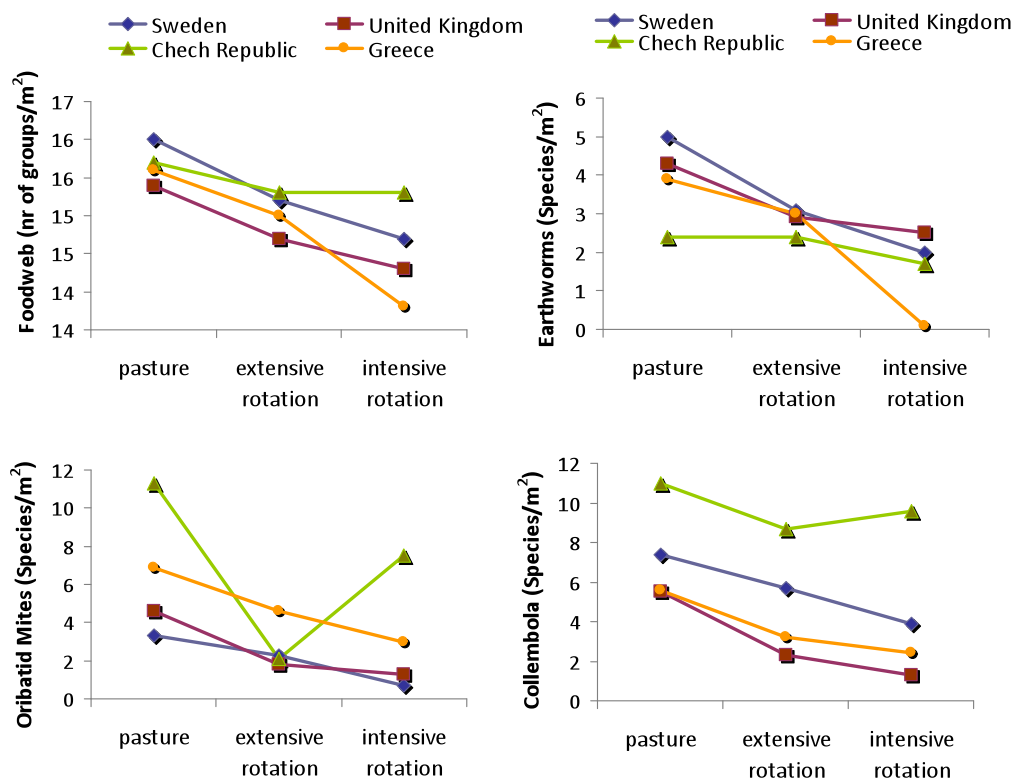 Sweden United Kingdom
Chech Republic Greece
Foodweb (nr of groups/m²)
17
16
16
15
15
14
14
pasture extensive intensive
rotation rotation
Sweden United Kingdom
Chech Republic Greece
Earthworms (Species/m²)
6
5
4
3
2
1
0
pasture extensive intensive
rotation rotation
Oribatid Mites (Species/m²)
12
10
8
6
4
2
0
pasture extensive intensive
rotation rotation
Collembola (Species/m²)
12
10
8
6
4
2
0
pasture extensive intensive
rotation rotation